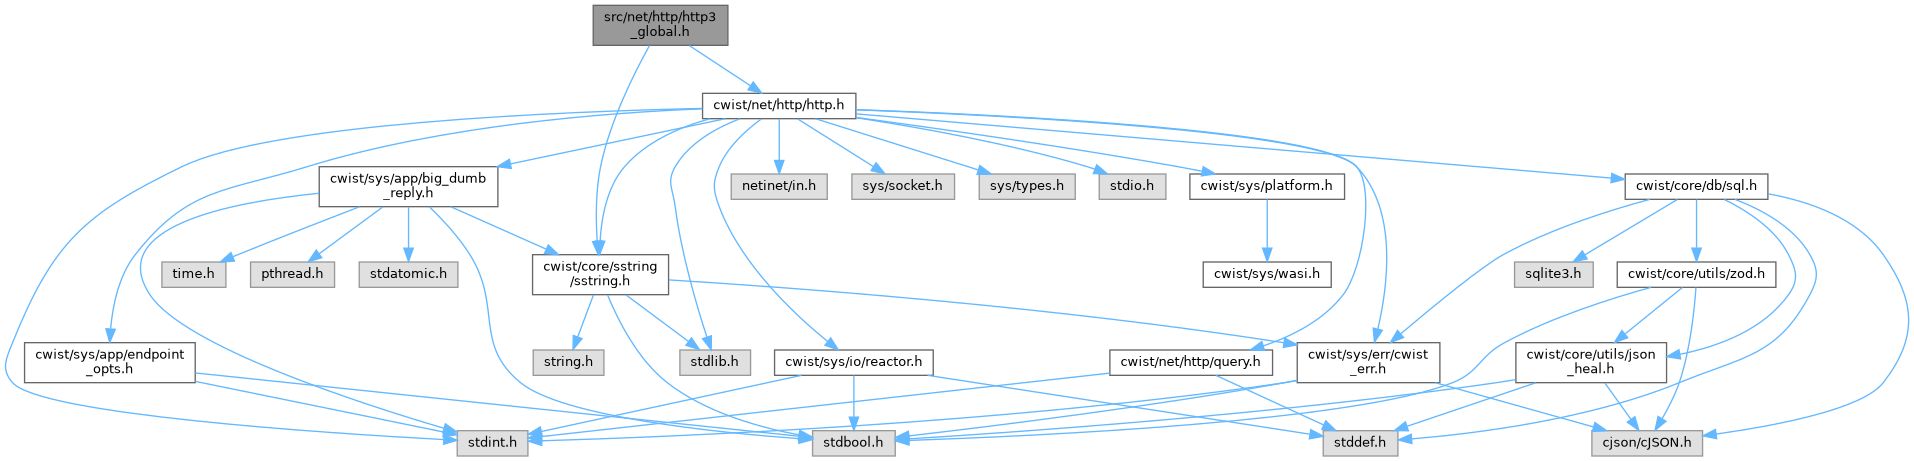 src/net/http/http3
_global.h
cwist/net/http/http.h
cwist/sys/app/big_dumb
_reply.h
netinet/in.h
sys/socket.h
sys/types.h
stdio.h
cwist/sys/platform.h
cwist/core/db/sql.h
time.h
pthread.h
stdatomic.h
cwist/core/sstring
/sstring.h
cwist/sys/wasi.h
sqlite3.h
cwist/core/utils/zod.h
cwist/sys/app/endpoint
_opts.h
string.h
stdlib.h
cwist/sys/io/reactor.h
cwist/net/http/query.h
cwist/sys/err/cwist
_err.h
cwist/core/utils/json
_heal.h
stdint.h
stdbool.h
stddef.h
cjson/cJSON.h